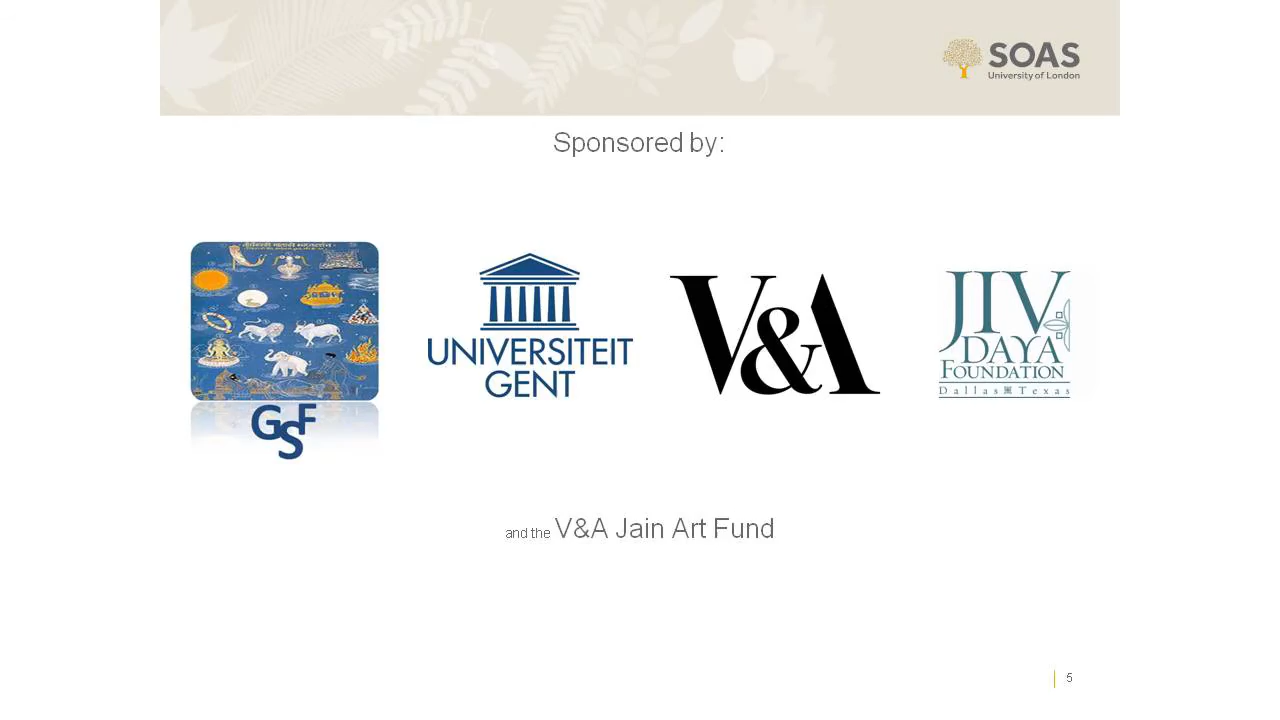 SOAS
University of London
Sponsored by:
GSF
UNIVERSITEIT
GENT
V&A
JIV
DAYA
FOUNDATION
Dallas Texas
and the V&A Jain Art Fund
5